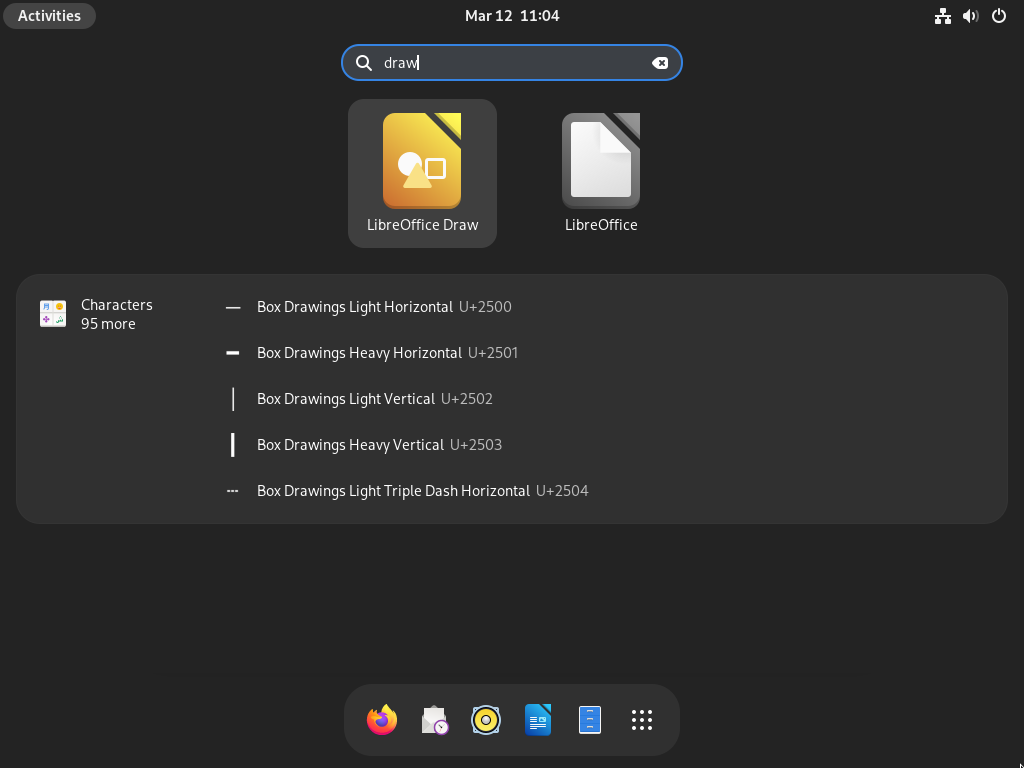 Activities
Mar 12 11:04
draw
LibreOffice Draw
LibreOffice
Characters
95 more
Box Drawings Light Horizontal U+2500
Box Drawings Heavy Horizontal U+2501
Box Drawings Light Vertical U+2502
Box Drawings Heavy Vertical U+2503
Box Drawings Light Triple Dash Horizontal U+2504